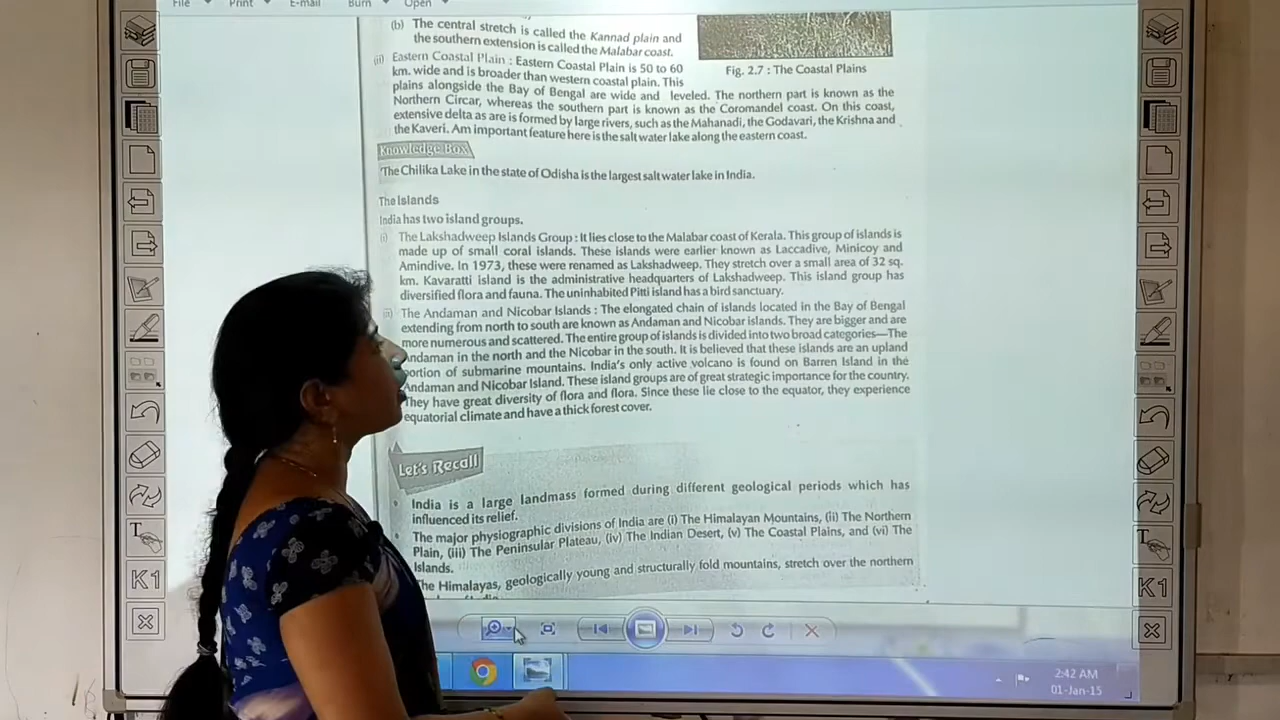 File
Print
E-mail
Burn
Open
(b) The central stretch is called the Kannad plain and
the southern extension is called the Malabar coast.
(ii) Eastern Coastal Plain : Eastern Coastal Plain is 50 to 60
km. wide and is broader than western coastal plain. This
plains alongside the Bay of Bengal are wide and leveled. The northern part is known as the
Northern Circar, whereas the southern part is known as the Coromandel coast. On this coast,
extensive delta as are is formed by large rivers, such as the Mahanadi, the Godavari, the Krishna and
the Kaveri. Am important feature here is the salt water lake along the eastern coast.
Fig. 2.7 : The Coastal Plains
Knowledge Box
The Chilika Lake in the state of Odisha is the largest salt water lake in India.
The Islands
India has two island groups.
(i) The Lakshadweep Islands Group : It lies close to the Malabar coast of Kerala. This group of islands is
made up of small coral islands. These islands were earlier known as Laccadive, Minicoy and
Amindive. In 1973, these were renamed as Lakshadweep. They stretch over a small area of 32 sq.
km. Kavaratti island is the administrative headquarters of Lakshadweep. This island group has
diversified flora and fauna. The uninhabited Pitti island has a bird sanctuary.
(ii) The Andaman and Nicobar Islands : The elongated chain of islands located in the Bay of Bengal
extending from north to south are known as Andaman and Nicobar islands. They are bigger and are
more numerous and scattered. The entire group of islands is divided into two broad categories—The
Andaman in the north and the Nicobar in the south. It is believed that these islands are an upland
portion of submarine mountains. India's only active volcano is found on Barren Island in the
Andaman and Nicobar Island. These island groups are of great strategic importance for the country.
They have great diversity of flora and flora. Since these lie close to the equator, they experience
equatorial climate and have a thick forest cover.
Let's Recall
India is a large landmass formed during different geological periods which has
influenced its relief.
The major physiographic divisions of India are (i) The Himalayan Mountains, (ii) The Northern
Plain, (iii) The Peninsular Plateau, (iv) The Indian Desert, (v) The Coastal Plains, and (vi) The
Islands.
The Himalayas, geologically young and structurally fold mountains, stretch over the northern
T
K1
T
K1
2:42 AM
01-Jan-15